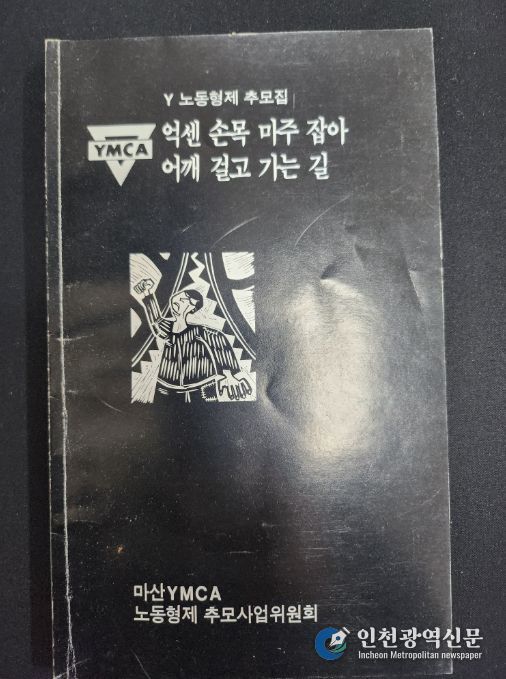 Y 노동형제 추모집
YMCA
억센 손목 마주 잡아
어깨 걸고 가는 길
마산YMCA
노동형제 추모사업위원회
인천광역신문
Incheon Metropolitan newspaper